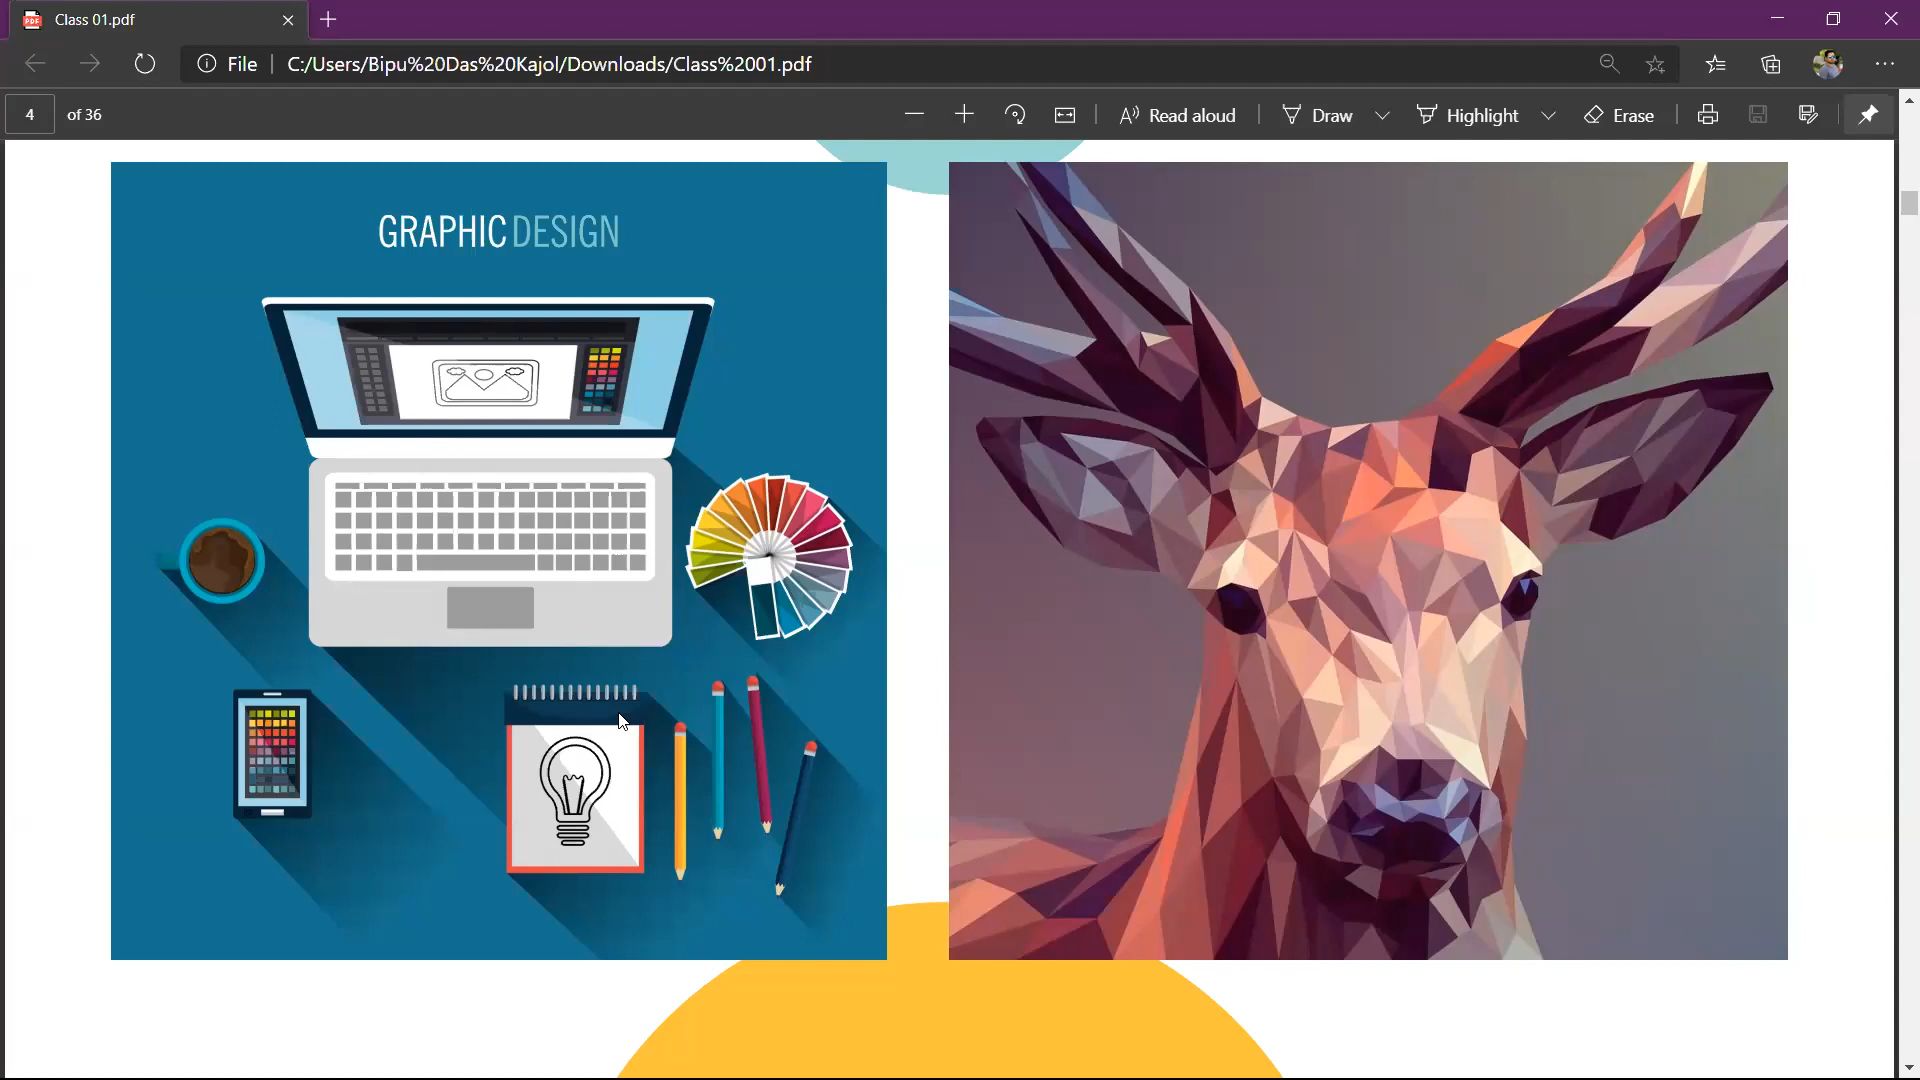 Class 01.pdf
File
C:/Users/Bipu%20Das%20Kajol/Downloads/Class%2001.pdf
4 of 36
Read aloud
Draw
Highlight
Erase
GRAPHIC DESIGN